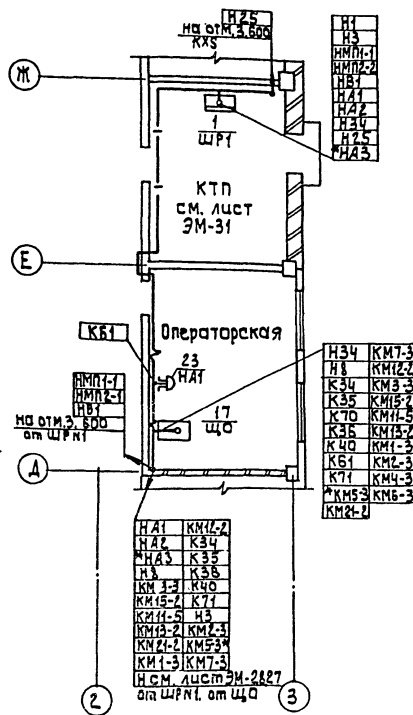 Н25
на отм.3.600
КХS
Н1
Н3
НМП1-1
НМП2-2
НВ1
НА1
НА2
Н34
Н25
*НА3
Ж
1
ШР1
КТП
см. лист
ЭМ-31
Е
КБ1
Операторская
23
НА1
17
ЩО
НМП1-1
НМП2-1
НВ1
на отм.3.600
от ШРN1
Н34 КМ7-3
Н8 КМ12-2
К34 КМ3-3
К35 КМ15-2
К70 КМ11-5
К36 КМ13-2
К40 КМ1-3
К61 КМ2-3
К71 КМ4-3
*КМ5-3 КМ6-3
КМ21-2
Д
НА1 КМ12-2
НА2 К34
*НА3 К35
Н8 К38
КМ3-3 К40
КМ15-2 К71
КМ11-5 Н3
КМ13-2 КМ2-3
КМ21-2 КМ5-3*
КМ1-3 КМ7-3
Н см. лист ЭМ-28,27
от ШРN1, от ЩО
2
3